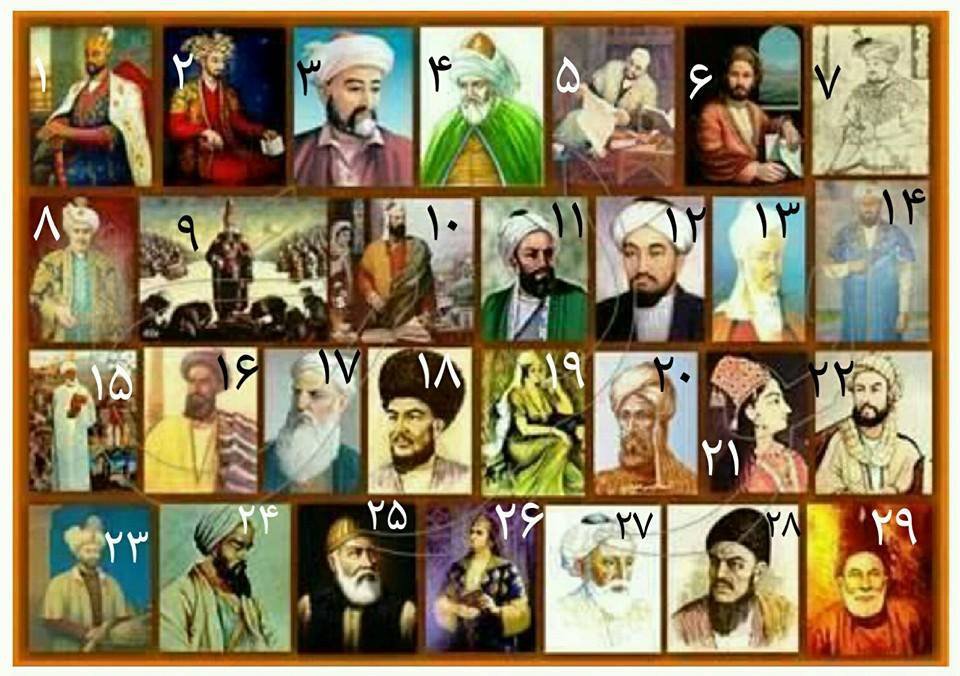 ۱ ۲ ۳ ۴ ۵ ۶ ۷
۸ ۹ ۱۰ ۱۱ ۱۲ ۱۳ ۱۴
۱۵ ۱۶ ۱۷ ۱۸ ۱۹ ۲۰ ۲۱ ۲۲
۲۳ ۲۴ ۲۵ ۲۶ ۲۷ ۲۸ ۲۹